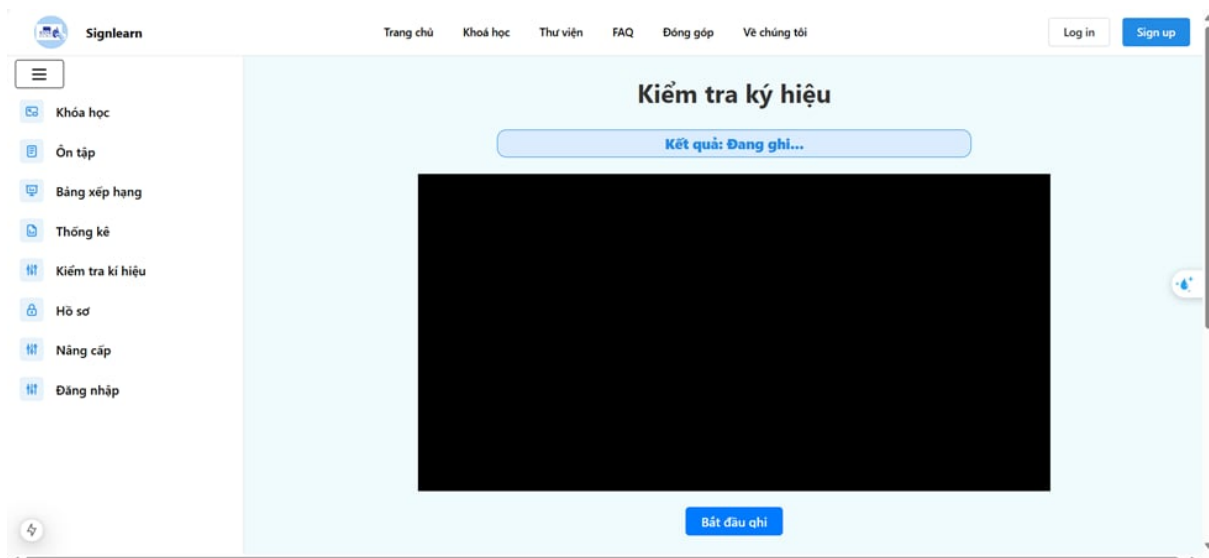 Signlearn
Trang chủ Khoá học Thư viện FAQ Đóng góp Về chúng tôi
Log in Sign up
Khóa học
Ôn tập
Bảng xếp hạng
Thống kê
Kiểm tra kí hiệu
Hồ sơ
Nâng cấp
Đăng nhập
Kiểm tra ký hiệu
Kết quả: Đang ghi...
Bắt đầu ghi